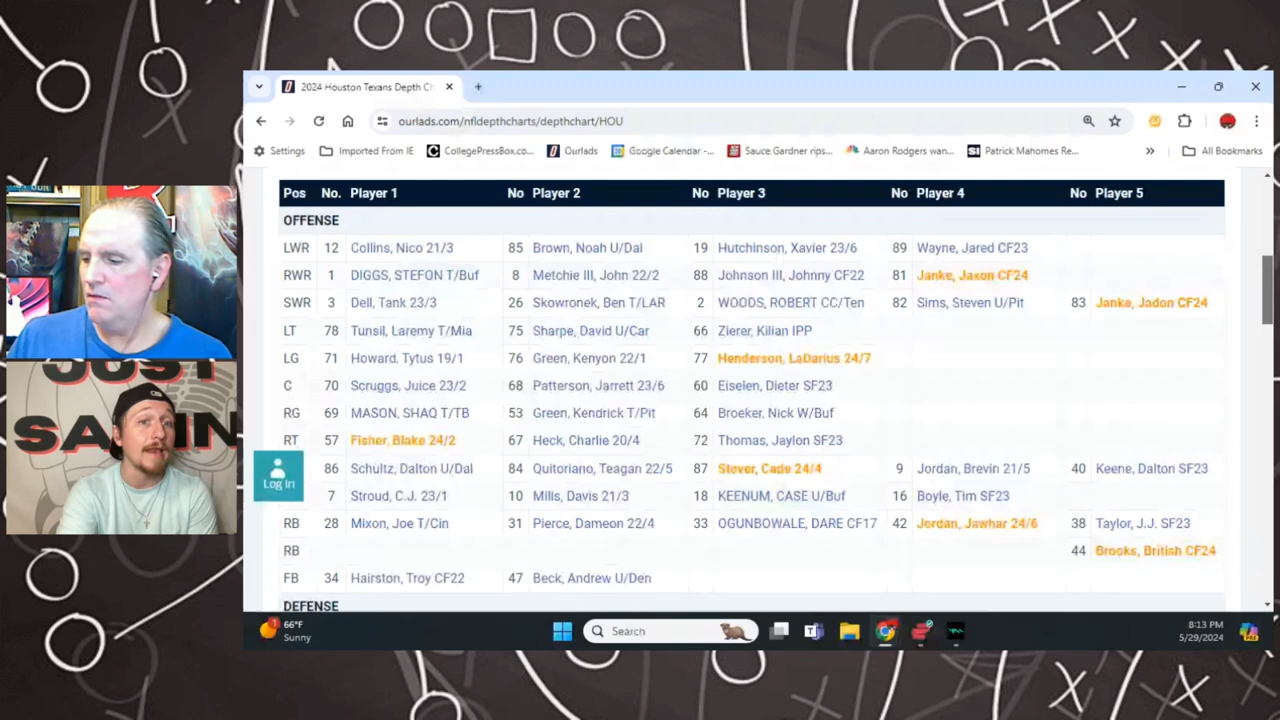 2024 Houston Texans Depth Ch
ourlads.com/nfldepthcharts/depthchart/HOU
Settings Imported From IE CollegePressBox.co... Ourlads Google Calendar -... Sauce Gardner rips... Aaron Rodgers wan... SI Patrick Mahomes Re... » All Bookmarks
Pos No. Player 1 No Player 2 No Player 3 No Player 4 No Player 5
OFFENSE
LWR 12 Collins, Nico 21/3 85 Brown, Noah U/Dal 19 Hutchinson, Xavier 23/6 89 Wayne, Jared CF23
RWR 1 DIGGS, STEFON T/Buf 8 Metchie III, John 22/2 88 Johnson III, Johnny CF22 81 Janke, Jaxon CF24
SWR 3 Dell, Tank 23/3 26 Skowronek, Ben T/LAR 2 WOODS, ROBERT CC/Ten 82 Sims, Steven U/Pit 83 Janke, Jadon CF24
LT 78 Tunsil, Laremy T/Mia 75 Sharpe, David U/Car 66 Zierer, Kilian IPP
LG 71 Howard, Tytus 19/1 76 Green, Kenyon 22/1 77 Henderson, LaDarius 24/7
C 70 Scruggs, Juice 23/2 68 Patterson, Jarrett 23/6 60 Eiselen, Dieter SF23
RG 69 MASON, SHAQ T/TB 53 Green, Kendrick T/Pit 64 Broeker, Nick W/Buf
RT 57 Fisher, Blake 24/2 67 Heck, Charlie 20/4 72 Thomas, Jaylon SF23
86 Schultz, Dalton U/Dal 84 Quitoriano, Teagan 22/5 87 Stover, Cade 24/4 9 Jordan, Brevin 21/5 40 Keene, Dalton SF23
7 Stroud, C.J. 23/1 10 Mills, Davis 21/3 18 KEENUM, CASE U/Buf 16 Boyle, Tim SF23
RB 28 Mixon, Joe T/Cin 31 Pierce, Dameon 22/4 33 OGUNBOWALE, DARE CF17 42 Jordan, Jawhar 24/6 38 Taylor, J.J. SF23
RB 44 Brooks, British CF24
FB 34 Hairston, Troy CF22 47 Beck, Andrew U/Den
DEFENSE
Log In
JUST
SAYIN
1
66°F
Sunny
Search
8:13 PM
5/29/2024